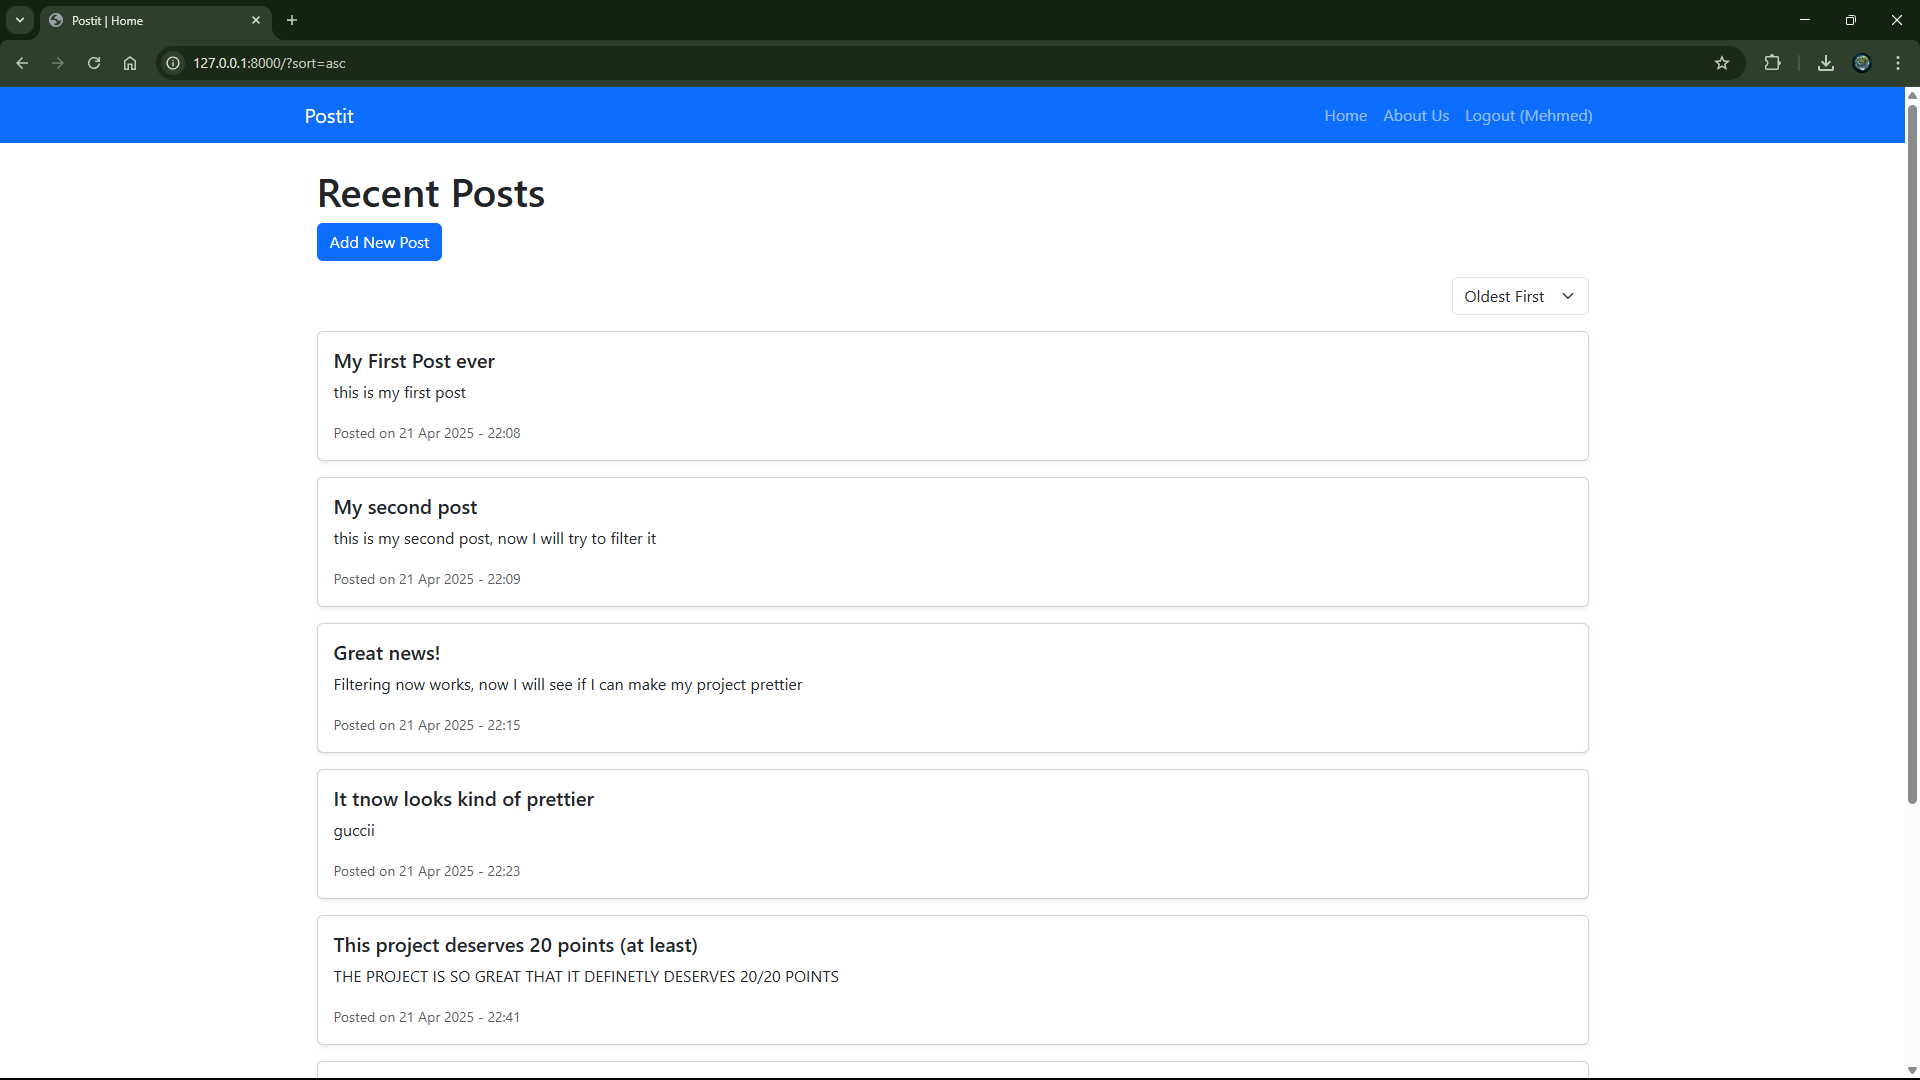 Postit | Home
127.0.0.1:8000/?sort=asc
Postit
Home About Us Logout (Mehmed)
Recent Posts
Add New Post
Oldest First
My First Post ever
this is my first post
Posted on 21 Apr 2025 - 22:08
My second post
this is my second post, now I will try to filter it
Posted on 21 Apr 2025 - 22:09
Great news!
Filtering now works, now I will see if I can make my project prettier
Posted on 21 Apr 2025 - 22:15
It tnow looks kind of prettier
guccii
Posted on 21 Apr 2025 - 22:23
This project deserves 20 points (at least)
THE PROJECT IS SO GREAT THAT IT DEFINETLY DESERVES 20/20 POINTS
Posted on 21 Apr 2025 - 22:41